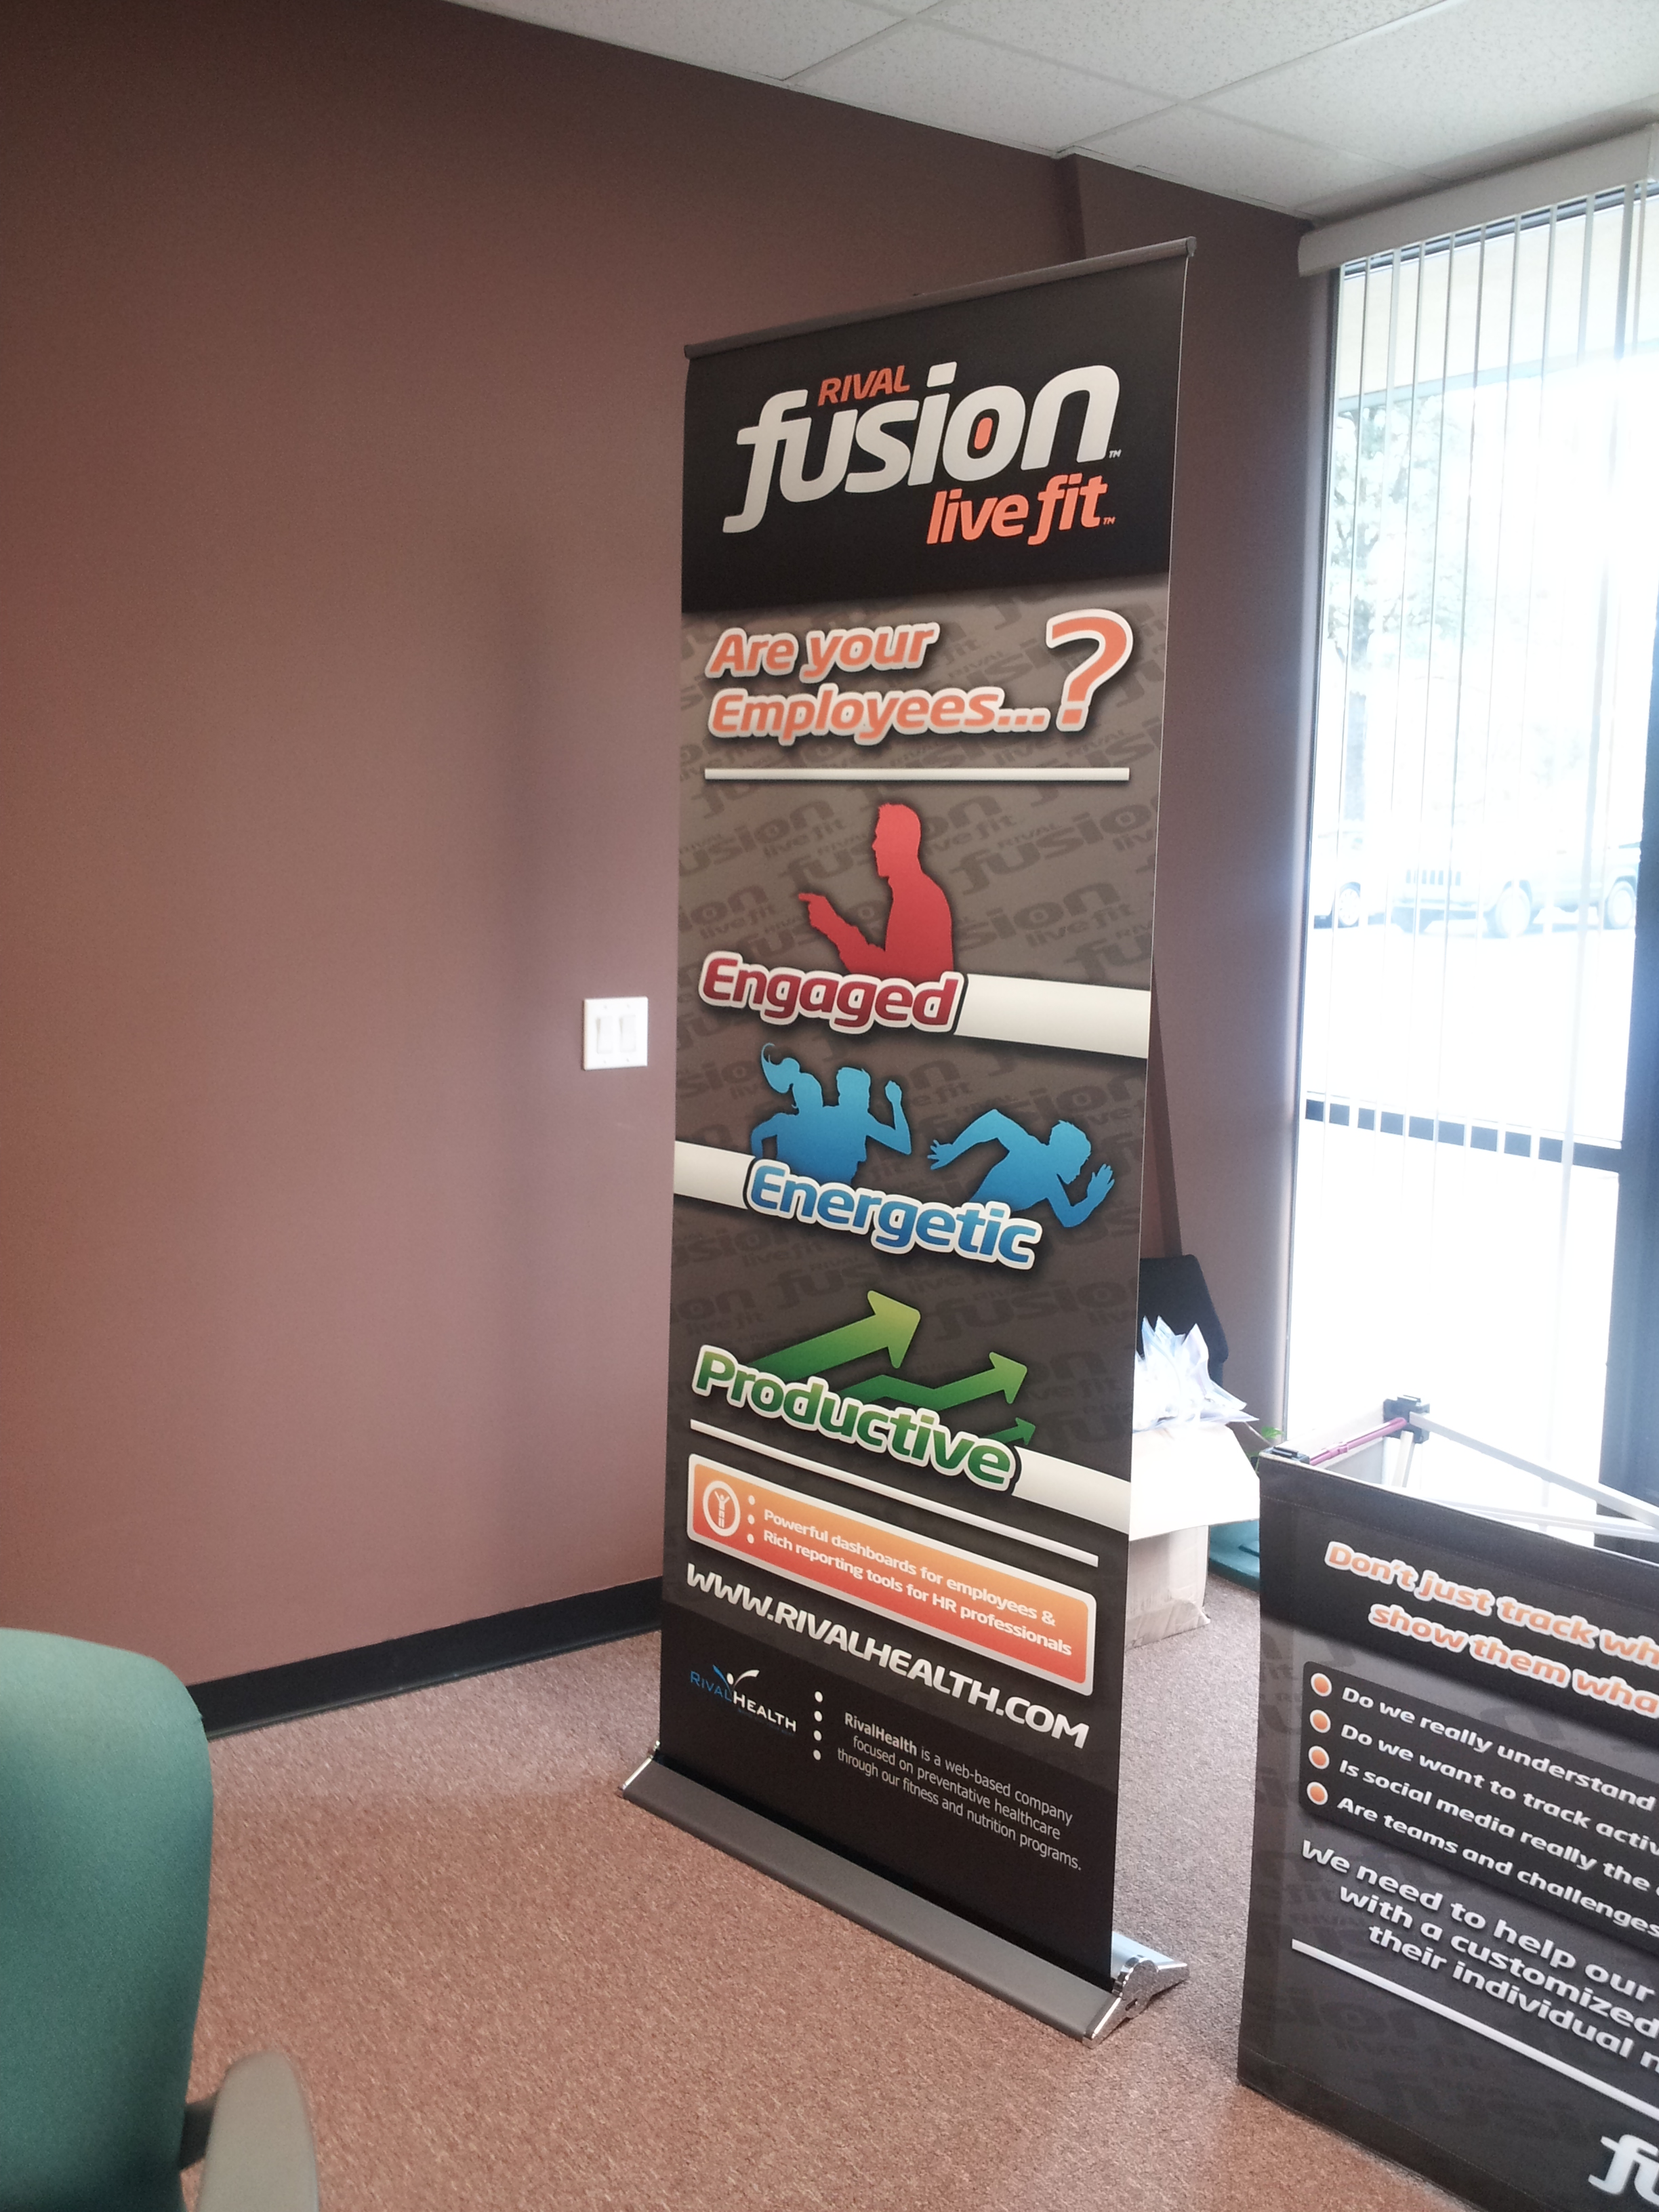 RIVAL
fusion™
live fit™
Are your
Employees...?
Engaged
Energetic
Productive
Powerful dashboards for employees &
Rich reporting tools for HR professionals
WWW.RIVALHEALTH.COM
RIVALHEALTH
RivalHealth is a web-based company
focused on preventative healthcare
through our fitness and nutrition programs.
Don't just track
show them
Do we really understand
Do we want to track
Is social media really the
Are teams and challenges
We need to help our
with a customized
their individual